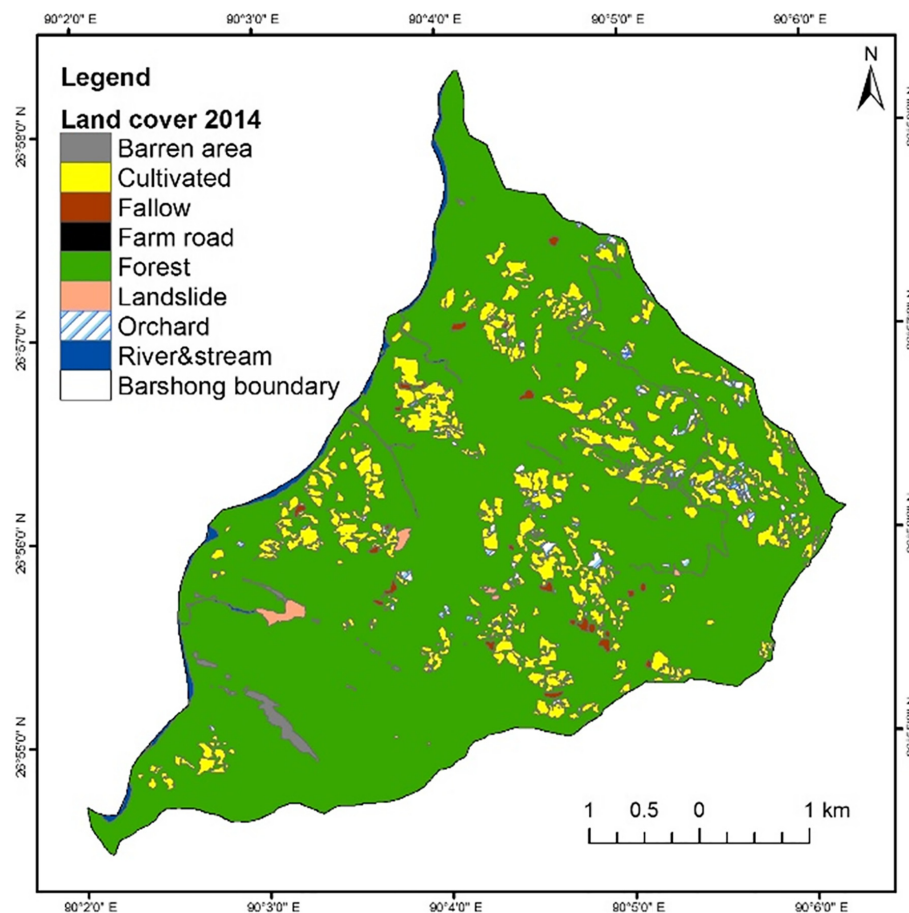 90°2'0" E 90°3'0" E 90°4'0" E 90°5'0" E 90°6'0" E
N
Legend
Land cover 2014
Barren area
Cultivated
Fallow
Farm road
Forest
Landslide
Orchard
River&stream
Barshong boundary
26°58'0" N
26°57'0" N
26°56'0" N
26°55'0" N
1 0.5 0 1 km
90°2'0" E 90°3'0" E 90°4'0" E 90°5'0" E 90°6'0" E